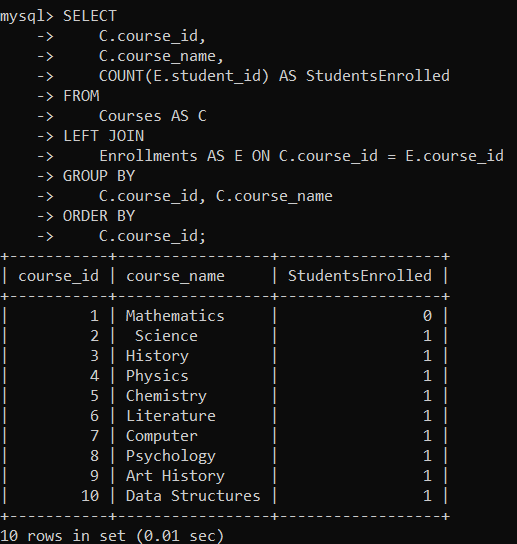 mysql> SELECT
    ->     C.course_id,
    ->     C.course_name,
    ->     COUNT(E.student_id) AS StudentsEnrolled
    -> FROM
    ->     Courses AS C
    -> LEFT JOIN
    ->     Enrollments AS E ON C.course_id = E.course_id
    -> GROUP BY
    ->     C.course_id, C.course_name
    -> ORDER BY
    ->     C.course_id;
+-----------+-----------------+------------------+
| course_id | course_name     | StudentsEnrolled |
+-----------+-----------------+------------------+
|         1 | Mathematics     |                0 |
|         2 |  Science        |                1 |
|         3 | History         |                1 |
|         4 | Physics         |                1 |
|         5 | Chemistry       |                1 |
|         6 | Literature      |                1 |
|         7 | Computer        |                1 |
|         8 | Psychology      |                1 |
|         9 | Art History     |                1 |
|        10 | Data Structures |                1 |
+-----------+-----------------+------------------+
10 rows in set (0.01 sec)